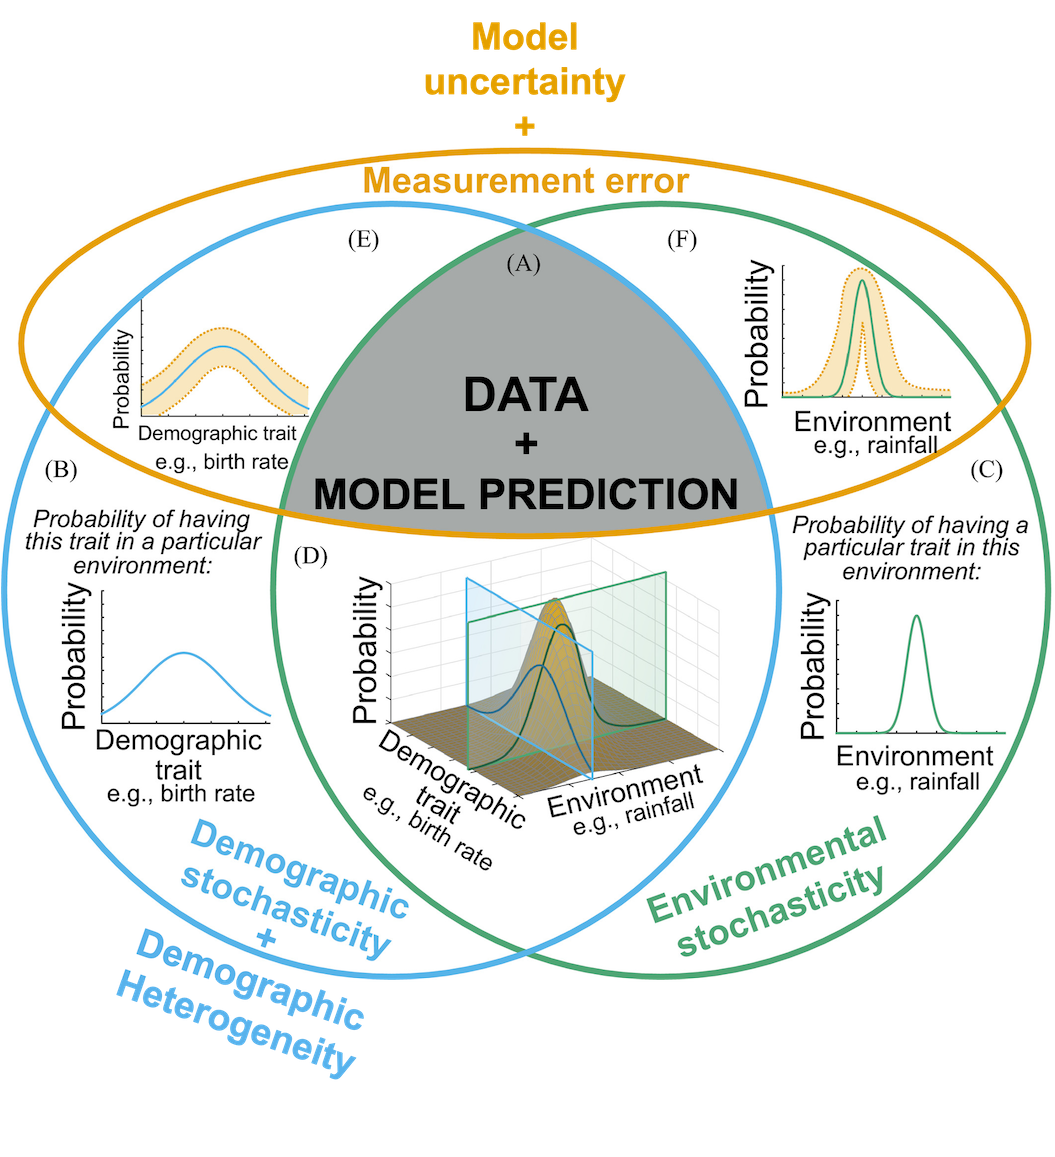 Model
uncertainty
+
Measurement error
(E)
(A)
(F)
Probability
Demographic trait
e.g., birth rate
Probability
Environment
e.g., rainfall
DATA
+
MODEL PREDICTION
(B)
Probability of having
this trait in a particular
environment:
Probability
Demographic
trait
e.g., birth rate
(D)
Probability
Demographic
trait
e.g., birth rate
Environment
e.g., rainfall
(C)
Probability of having a
particular trait in this
environment:
Probability
Environment
e.g., rainfall
Demographic
stochasticity
+
Demographic
Heterogeneity
Environmental
stochasticity